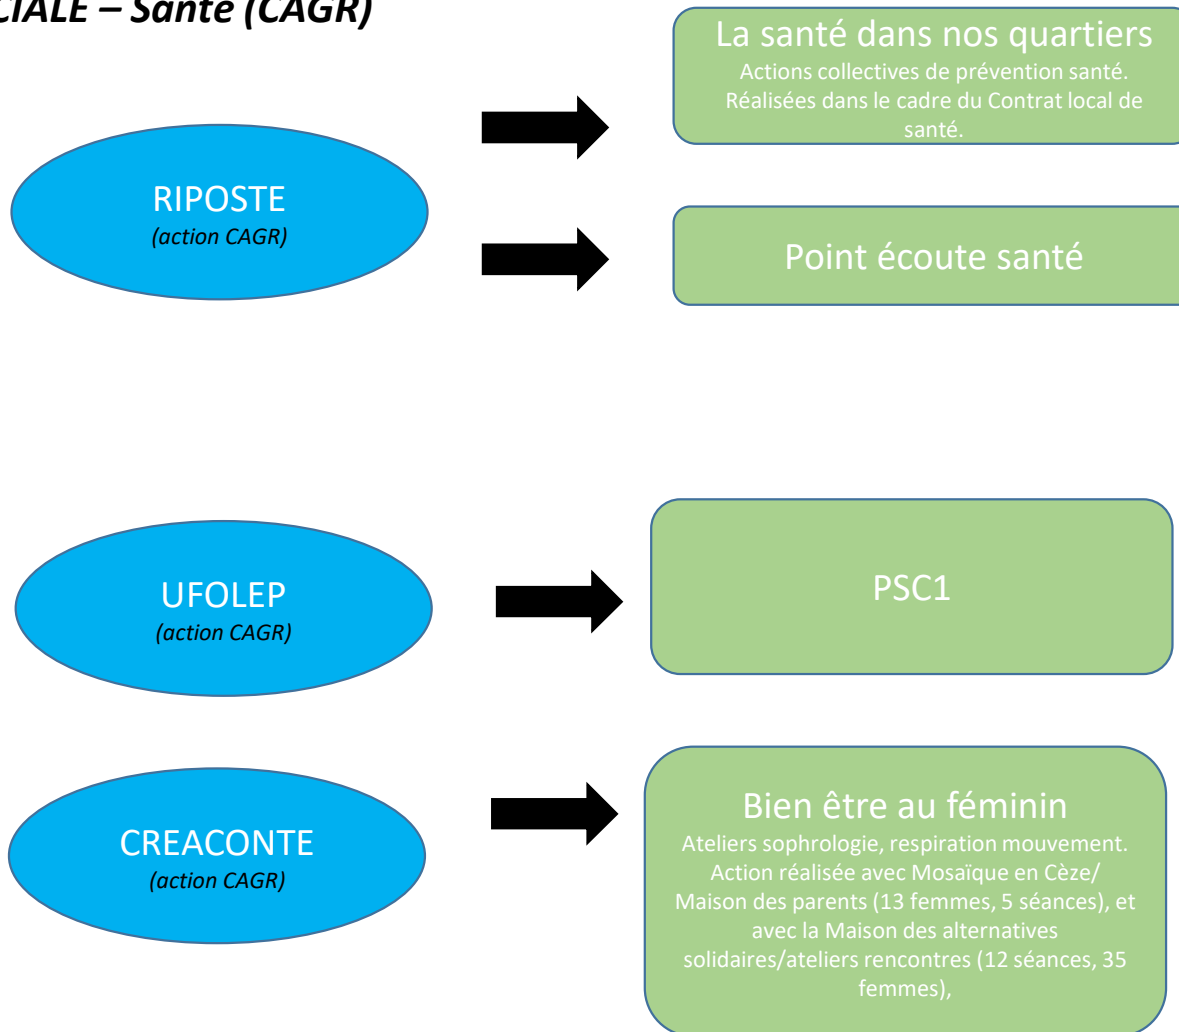 CIALE – Santé (CAGR)
La santé dans nos quartiers
Actions collectives de prévention santé.
Réalisées dans le cadre du Contrat local de
santé.
RIPOSTE
(action CAGR)
Point écoute santé
UFOLEP
(action CAGR)
PSC1
CREACONTE
(action CAGR)
Bien être au féminin
Ateliers sophrologie, respiration mouvement.
Action réalisée avec Mosaïque en Cèze/
Maison des parents (13 femmes, 5 séances), et
avec la Maison des alternatives
solidaires/ateliers rencontres (12 séances, 35
femmes),